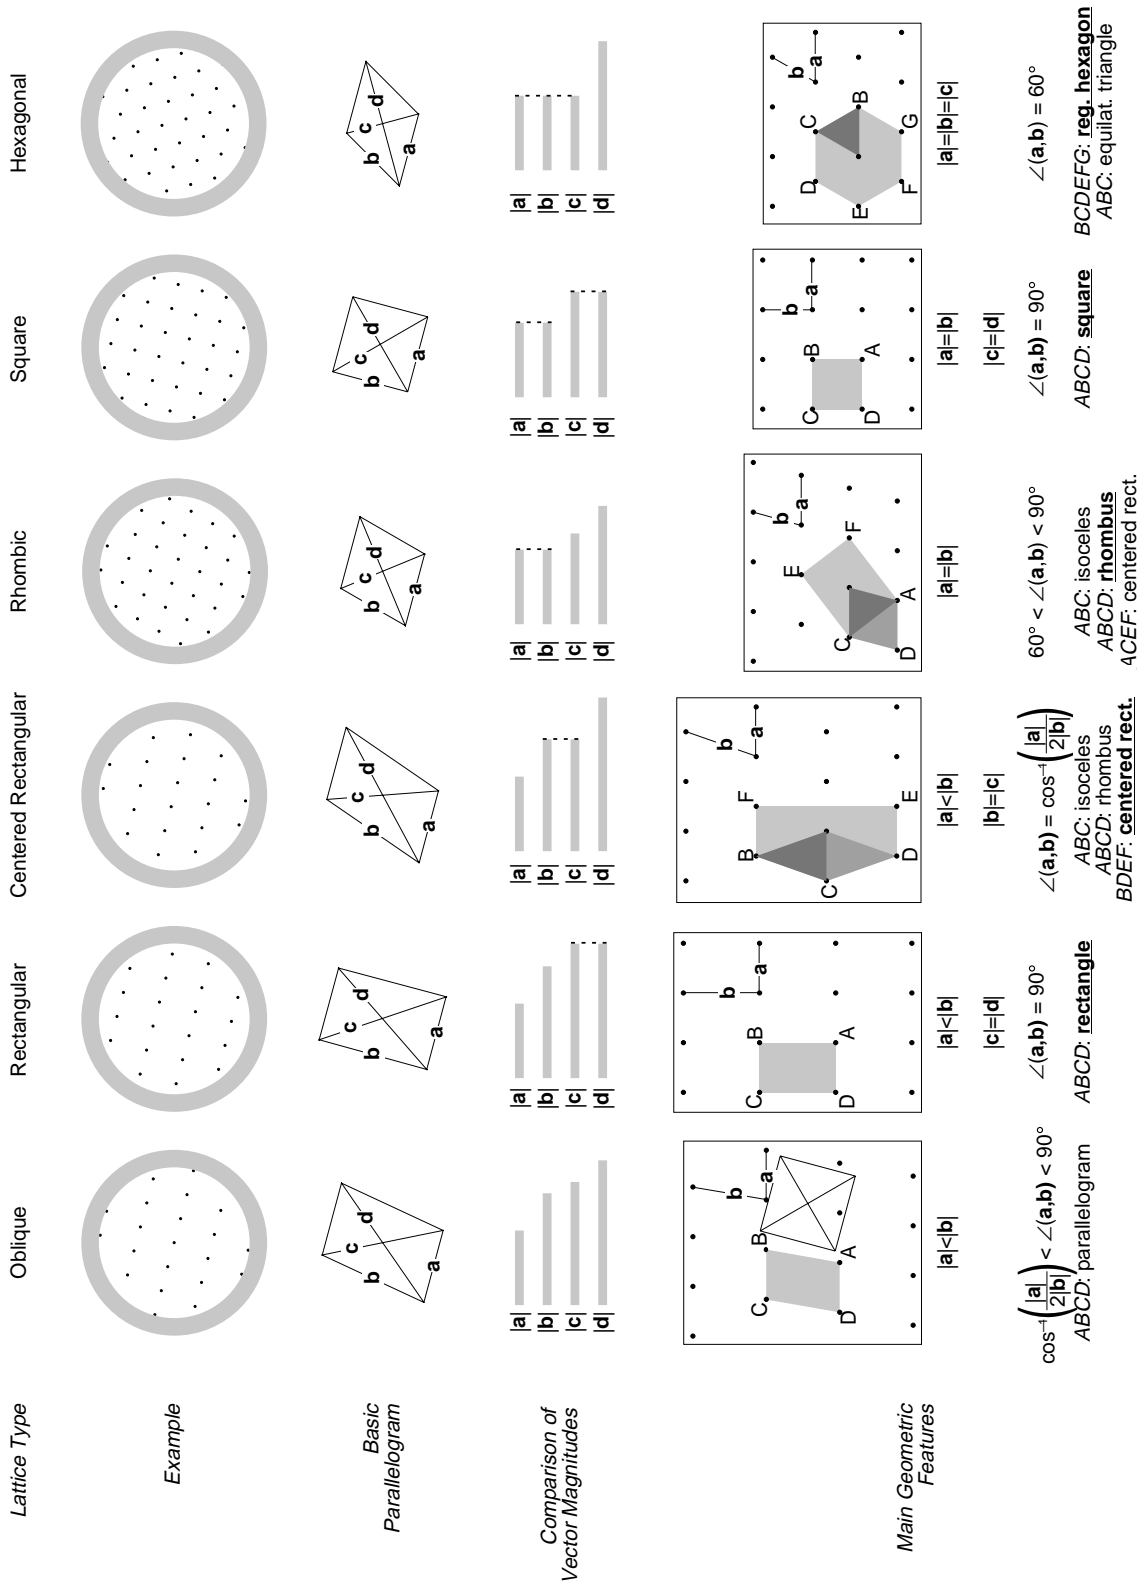 Lattice Type
Oblique
Rectangular
Centered Rectangular
Rhombic
Square
Hexagonal
Example
Basic
Parallelogram
c
b
d
a
c
b
d
a
c
b
d
a
c
b
d
a
c
b
d
a
c
b
d
a
Comparison of
Vector Magnitudes
|a|
|b|
|c|
|d|
|a|
|b|
|c|
|d|
|a|
|b|
|c|
|d|
|a|
|b|
|c|
|d|
|a|
|b|
|c|
|d|
|a|
|b|
|c|
|d|
Main Geometric
Features
b
C B a
D A
b
C B a
D A
b
B F a
C
D E
b
a
E
C F
D A
b
C B a
D A
b
D C a
E B
F G
|a|<|b|
|a|<|b|
|a|<|b|
|a|=|b|
|a|=|b|
|a|=|b|=|c|
|c|=|d|
|b|=|c|
|c|=|d|
cos⁻¹(|a|/2|b|) < ∠(a,b) < 90°
∠(a,b) = 90°
∠(a,b) = cos⁻¹(|a|/2|b|)
60° < ∠(a,b) < 90°
∠(a,b) = 90°
∠(a,b) = 60°
ABCD: parallelogram
ABCD: rectangle
ABC: isoceles
ABCD: rhombus
BDEF: centered rect.
ABC: isoceles
ABCD: rhombus
ACEF: centered rect.
ABCD: square
BCDEFG: reg. hexagon
ABC: equilat. triangle